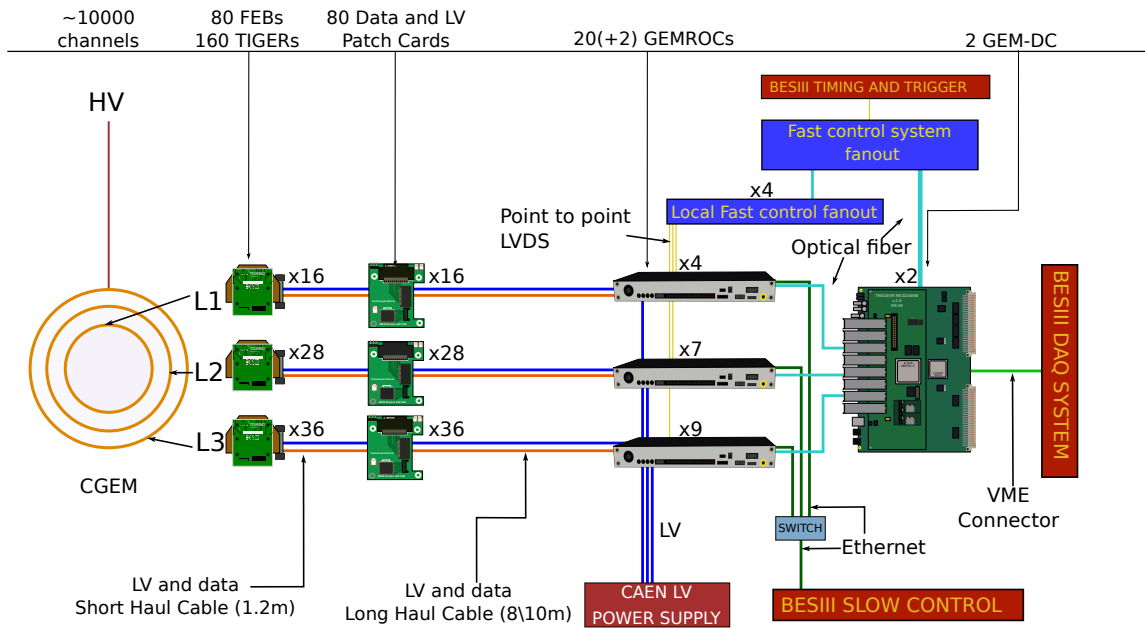 ~10000
channels
80 FEBs
160 TIGERs
80 Data and LV
Patch Cards
20(+2) GEMROCs
2 GEM-DC
HV
BESIII TIMING AND TRIGGER
Fast control system
fanout
x4
Local Fast control fanout
Point to point
LVDS
Optical fiber
L1
x16
x16
x4
x2
TRIGGER MEZZANINE
L2
x28
x28
x7
L3
x36
x36
x9
BESIII DAQ SYSTEM
CGEM
VME
Connector
LV
SWITCH
Ethernet
LV and data
Short Haul Cable (1.2m)
LV and data
Long Haul Cable (8\10m)
CAEN LV
POWER SUPPLY
BESIII SLOW CONTROL